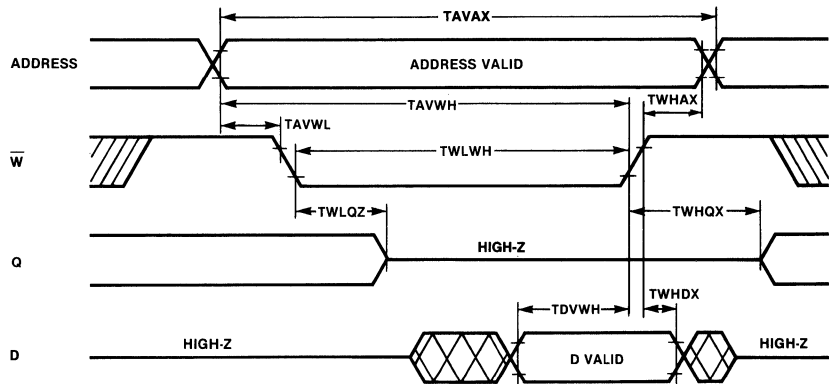 TAVAX
ADDRESS
ADDRESS VALID
TAVWH
TWHAX
TAVWL
W̅
TWLWH
TWLQZ
TWHQX
Q
HIGH-Z
TDVWH
TWHDX
D
HIGH-Z
D VALID
HIGH-Z